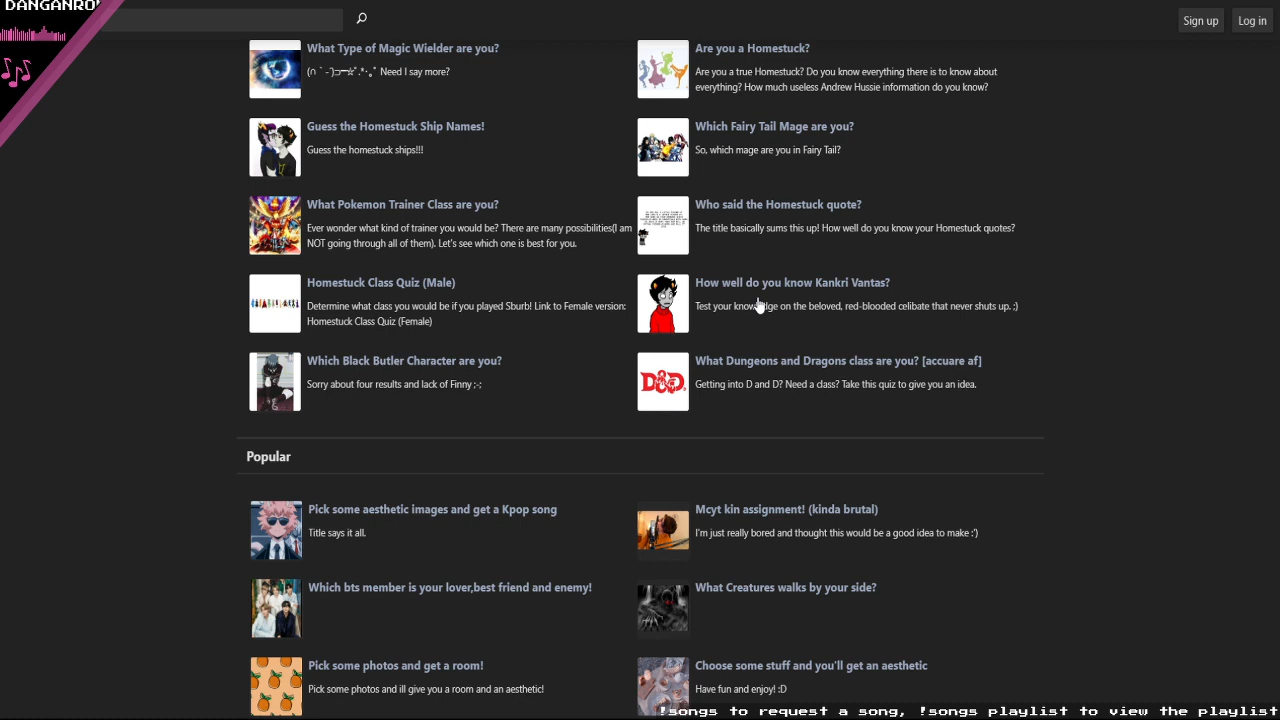 DANGANRO
Sign up
Log in
What Type of Magic Wielder are you?
Need I say more?
Are you a Homestuck?
Are you a true Homestuck? Do you know everything there is to know about
everything? How much useless Andrew Hussie information do you know?
Guess the Homestuck Ship Names!
Guess the homestuck ships!!!
Which Fairy Tail Mage are you?
So, which mage are you in Fairy Tail?
What Pokemon Trainer Class are you?
Ever wonder what kind of trainer you would be? There are many possibilities(I am
NOT going through all of them). Let's see which one is best for you.
Who said the Homestuck quote?
The title basically sums this up! How well do you know your Homestuck quotes?
Homestuck Class Quiz (Male)
Determine what class you would be if you played Sburb! Link to Female version:
Homestuck Class Quiz (Female)
How well do you know Kankri Vantas?
Test your knowledge on the beloved, red-blooded celibate that never shuts up. ;)
Which Black Butler Character are you?
Sorry about four results and lack of Finny ;-;
What Dungeons and Dragons class are you? [accuare af]
D&D
Getting into D and D? Need a class? Take this quiz to give you an idea.
Popular
Pick some aesthetic images and get a Kpop song
Title says it all.
Mcyt kin assignment! (kinda brutal)
I'm just really bored and thought this would be a good idea to make :')
Which bts member is your lover,best friend and enemy!
What Creatures walks by your side?
Pick some photos and get a room!
Pick some photos and ill give you a room and an aesthetic!
Choose some stuff and you'll get an aesthetic
Have fun and enjoy! :D
!songs to request a song, !songs playlist to view the playlist